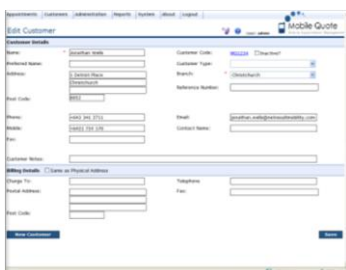 Appointments Customers Administration Reports System About Logout
Edit Customer
Mobile Quote
Customer Details
Name: * Jonathan Wells Customer Code: Inactive?
Preferred Name: Customer Type:
Address: Detroit Place Branch: * Christchurch
Christchurch Reference Number:
Post Code:
Phone: Email:
Mobile: Contact Name:
Fax:
Customer Notes:
Billing Details Same as Physical Address
Charge To: Telephone:
Postal Address: Fax:
Post Code:
New Customer Save